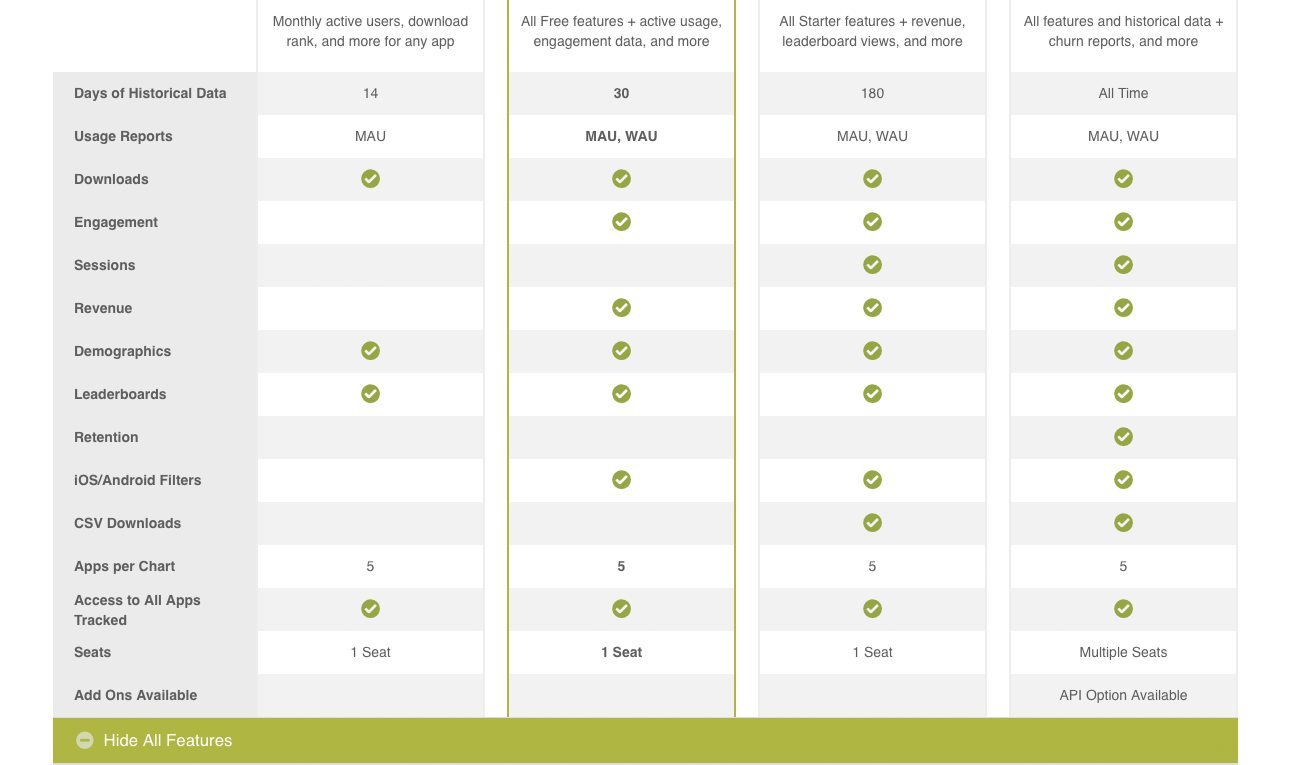 Monthly active users, download
rank, and more for any app
All Free features + active usage,
engagement data, and more
All Starter features + revenue,
leaderboard views, and more
All features and historical data +
churn reports, and more
Days of Historical Data 14 30 180 All Time
Usage Reports MAU MAU, WAU MAU, WAU MAU, WAU
Downloads
Engagement
Sessions
Revenue
Demographics
Leaderboards
Retention
iOS/Android Filters
CSV Downloads
Apps per Chart 5 5 5 5
Access to All Apps
Tracked
Seats 1 Seat 1 Seat 1 Seat Multiple Seats
Add Ons Available API Option Available
Hide All Features